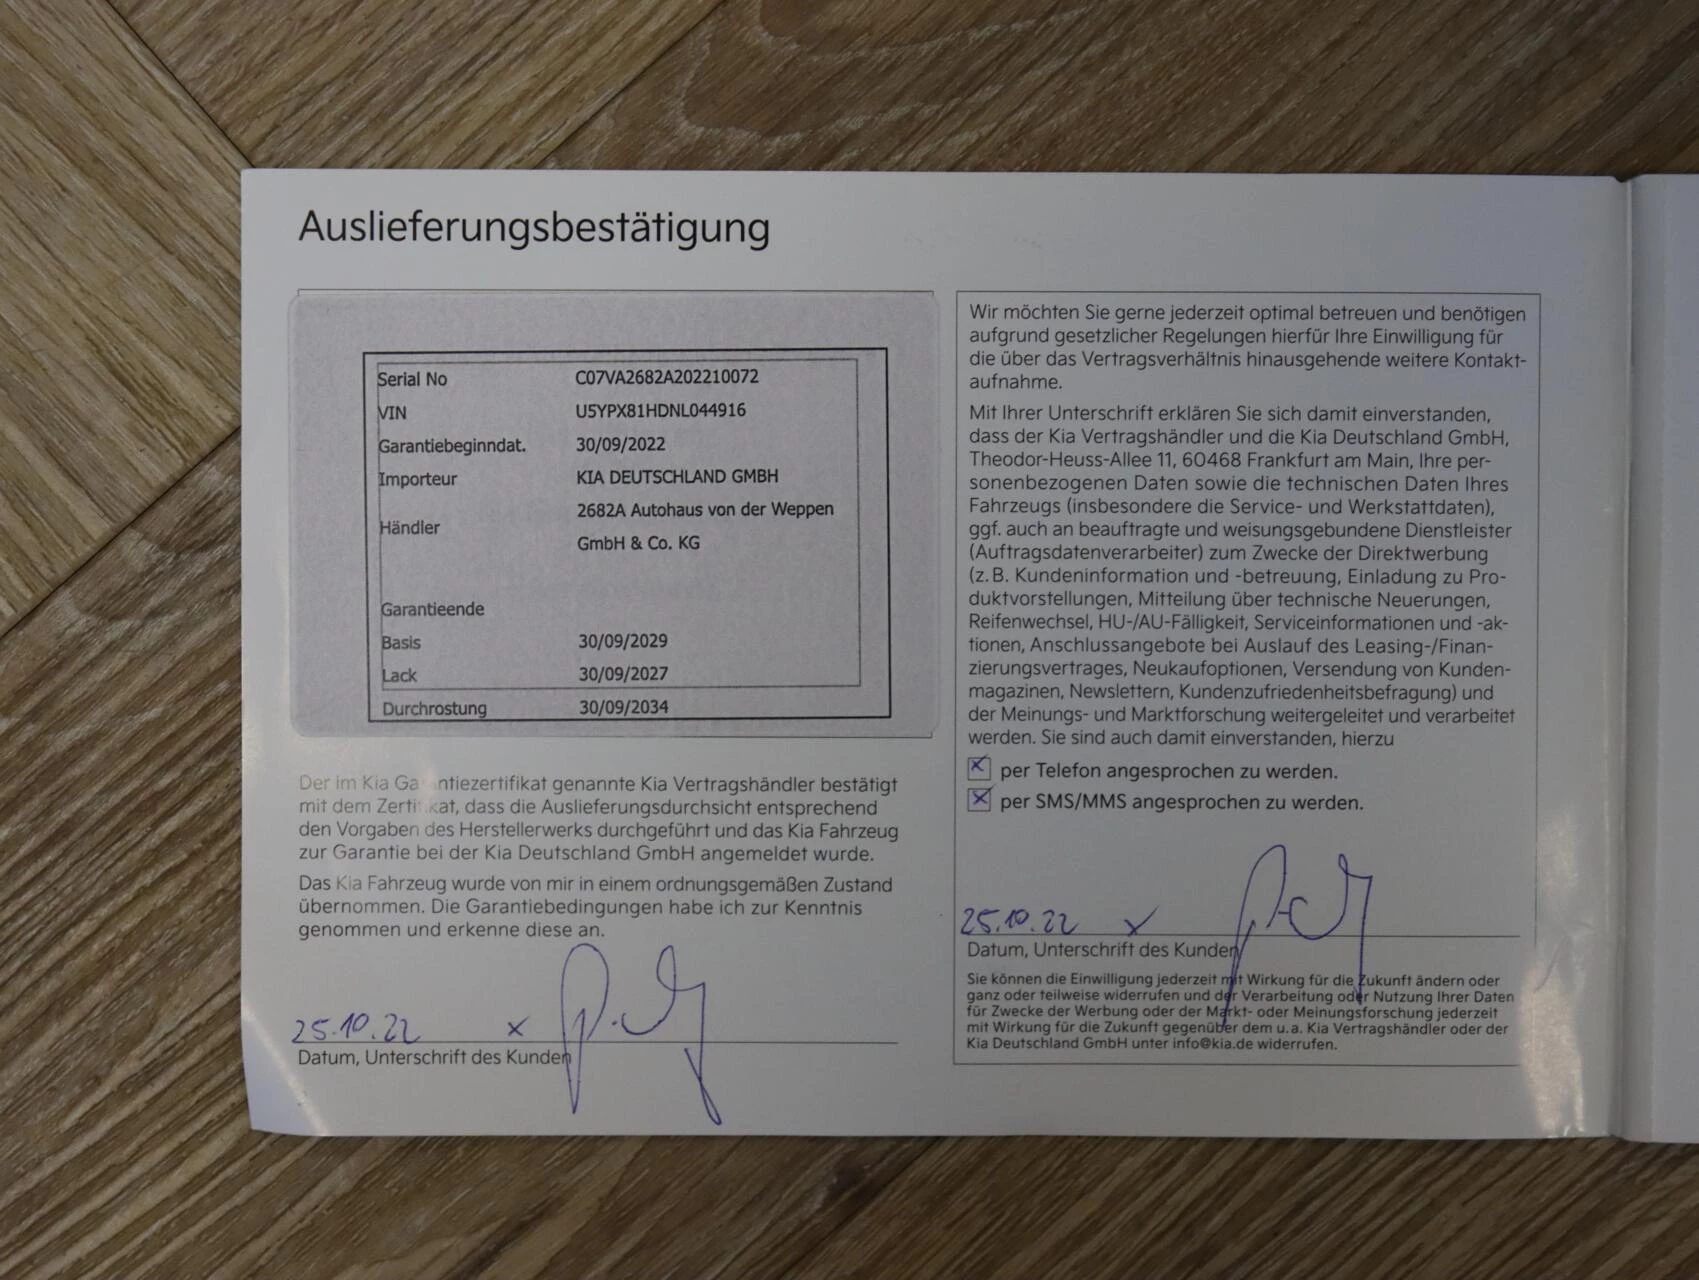 Auslieferungsbestätigung
Serial No C07VA2682A202210072
VIN U5YPX81HDNL044916
Garantiebeginndat. 30/09/2022
Importeur KIA DEUTSCHLAND GMBH
Händler 2682A Autohaus von der Weppen
GmbH & Co. KG
Garantieende
Basis 30/09/2029
Lack 30/09/2027
Durchrostung 30/09/2034
Der im Kia Garantiezertifikat genannte Kia Vertragshändler bestätigt
mit dem Zertifikat, dass die Auslieferungsdurchsicht entsprechend
den Vorgaben des Herstellerwerks durchgeführt und das Kia Fahrzeug
zur Garantie bei der Kia Deutschland GmbH angemeldet wurde.
Das Kia Fahrzeug wurde von mir in einem ordnungsgemäßen Zustand
übernommen. Die Garantiebedingungen habe ich zur Kenntnis
genommen und erkenne diese an.
25.10.22 x
Datum, Unterschrift des Kunden
Wir möchten Sie gerne jederzeit optimal betreuen und benötigen
aufgrund gesetzlicher Regelungen hierfür Ihre Einwilligung für
die über das Vertragsverhältnis hinausgehende weitere Kontakt-
aufnahme.
Mit Ihrer Unterschrift erklären Sie sich damit einverstanden,
dass der Kia Vertragshändler und die Kia Deutschland GmbH,
Theodor-Heuss-Allee 11, 60468 Frankfurt am Main, Ihre per-
sonenbezogenen Daten sowie die technischen Daten Ihres
Fahrzeugs (insbesondere die Service- und Werkstattdaten),
ggf. auch an beauftragte und weisungsgebundene Dienstleister
(Auftragsdatenverarbeiter) zum Zwecke der Direktwerbung
(z. B. Kundeninformation und -betreuung, Einladung zu Pro-
duktvorstellungen, Mitteilung über technische Neuerungen,
Reifenwechsel, HU-/AU-Fälligkeit, Serviceinformationen und -ak-
tionen, Anschlussangebote bei Auslauf des Leasing-/Finan-
zierungsvertrages, Neukaufoptionen, Versendung von Kunden-
magazinen, Newslettern, Kundenzufriedenheitsbefragung) und
der Meinungs- und Marktforschung weitergeleitet und verarbeitet
werden. Sie sind auch damit einverstanden, hierzu
x per Telefon angesprochen zu werden.
x per SMS/MMS angesprochen zu werden.
25.10.22 x
Datum, Unterschrift des Kunden
Sie können die Einwilligung jederzeit mit Wirkung für die Zukunft ändern oder
ganz oder teilweise widerrufen und der Verarbeitung oder Nutzung Ihrer Daten
für Zwecke der Werbung oder der Markt- oder Meinungsforschung jederzeit
mit Wirkung für die Zukunft gegenüber dem u. a. Kia Vertragshändler oder der
Kia Deutschland GmbH unter info@kia.de widerrufen.